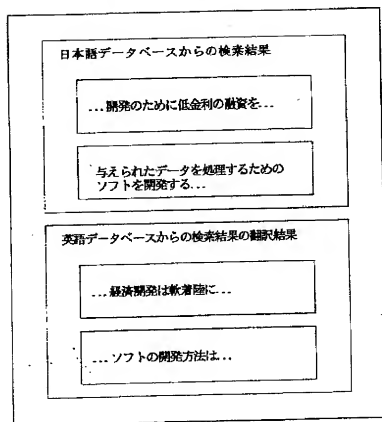 日本語データベースからの検索結果
...開発のために低金利の融資を...
与えられたデータを処理するための
ソフトを開発する...
英語データベースからの検索結果の翻訳結果
...経済開発は軟着陸に...
...ソフトの開発方法は...